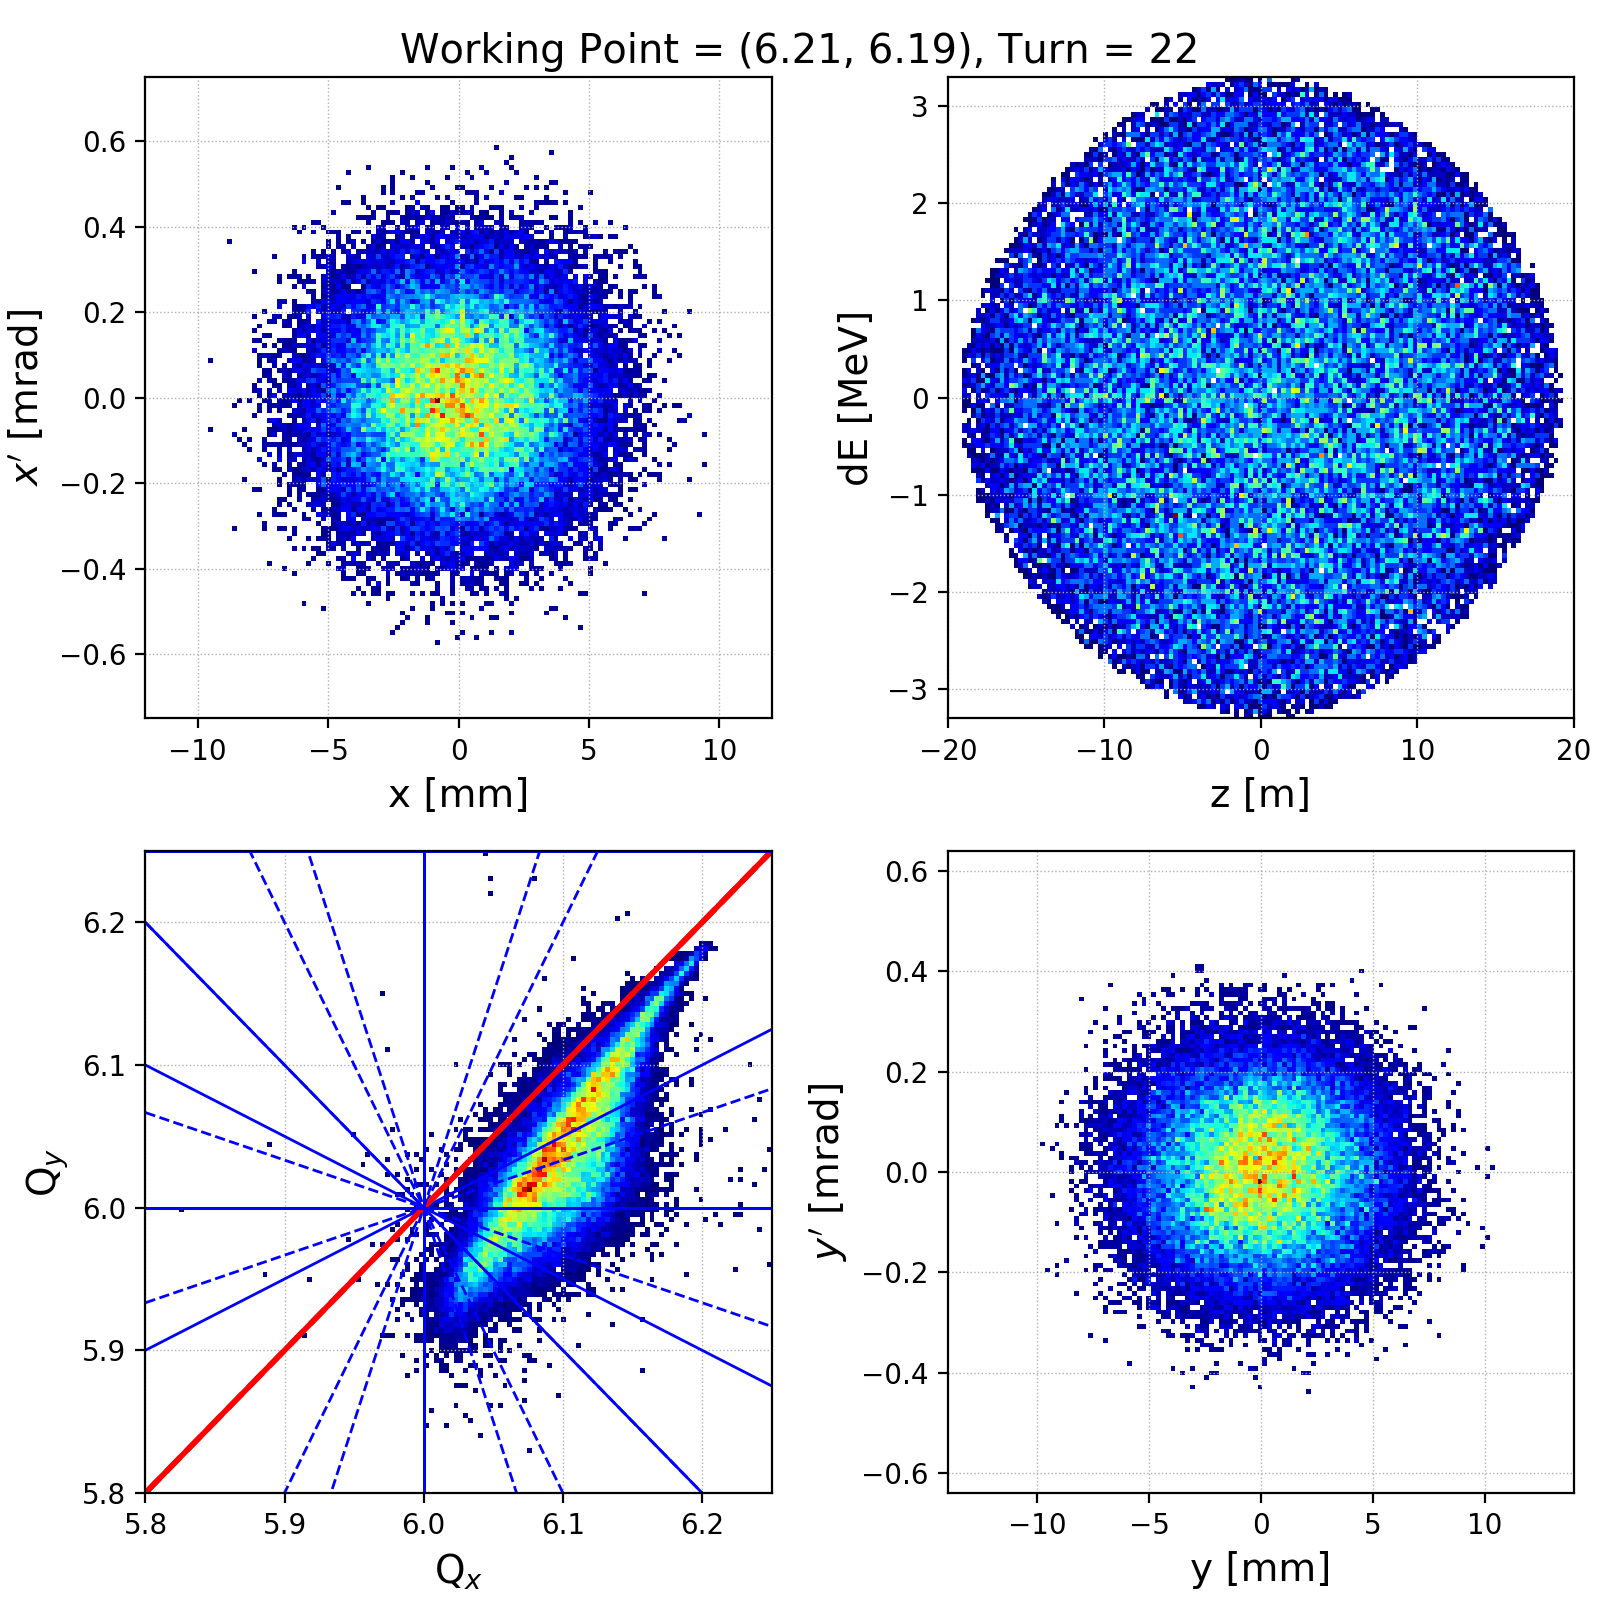 Working Point = (6.21, 6.19), Turn = 22
0.6
0.4
0.2
0.0
−0.2
−0.4
−0.6
x′ [mrad]
−10 −5 0 5 10
x [mm]
3
2
1
0
−1
−2
−3
dE [MeV]
−20 −10 0 10 20
z [m]
6.2
6.1
6.0
5.9
5.8
Qy
5.8 5.9 6.0 6.1 6.2
Qx
0.6
0.4
0.2
0.0
−0.2
−0.4
−0.6
y′ [mrad]
−10 −5 0 5 10
y [mm]